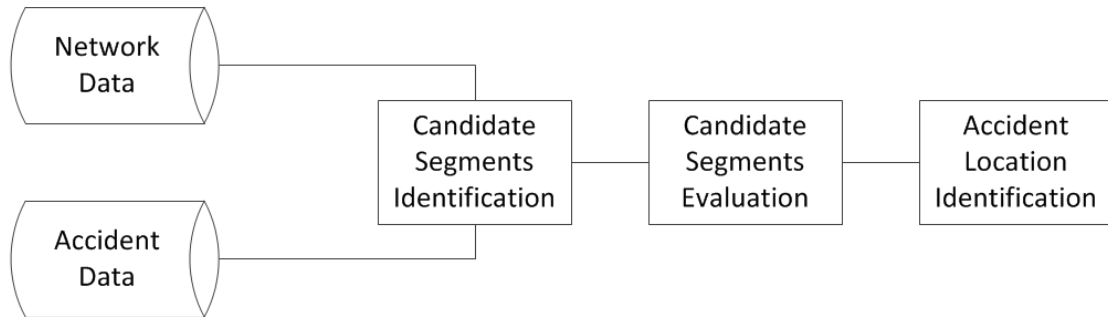 Network
Data
Candidate
Segments
Identification
Candidate
Segments
Evaluation
Accident
Location
Identification
Accident
Data